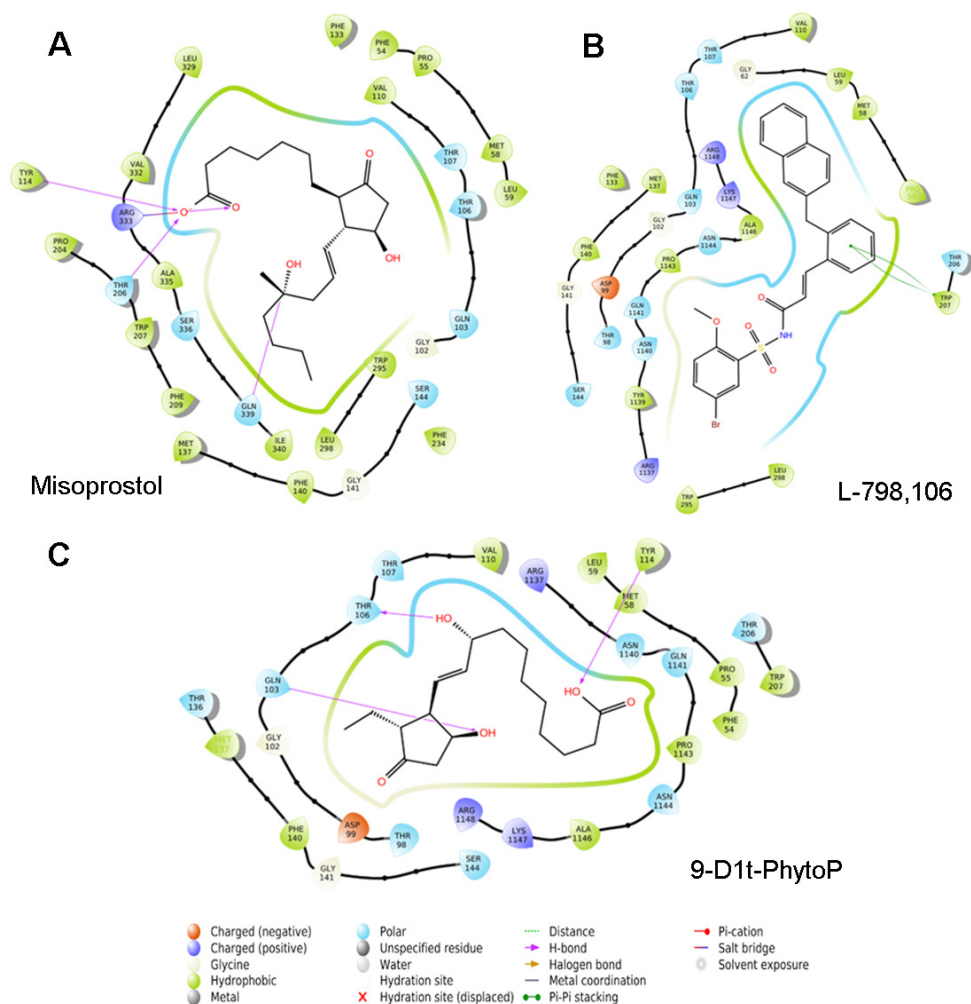 A
PHE
133
LEU
329
PHE
54
PRO
55
VAL
110
TYR
114
VAL
332
THR
107
MET
58
ARG
333
THR
106
LEU
59
PRO
204
THR
206
ALA
335
TRP
207
SER
336
GLN
103
GLY
102
PHE
209
GLN
339
TRP
295
SER
144
MET
137
ILE
340
LEU
298
PHE
234
PHE
140
GLY
141
O
O
O
OH
OH
Misoprostol
B
VAL
110
THR
107
GLY
62
LEU
59
THR
106
MET
58
ARG
1148
PHE
133
MET
137
LYS
1147
GLN
103
GLY
102
ALA
1146
PHE
140
ASN
1144
PRO
1143
THR
206
GLY
141
ASP
99
GLN
1141
TRP
207
THR
98
ASN
1140
SER
144
TYR
1139
ARG
1137
TRP
295
LEU
298
O
O
NH
S
O
O
Br
L-798,106
C
THR
107
VAL
110
ARG
1137
LEU
59
TYR
114
THR
106
MET
58
THR
206
ASN
1140
GLN
1141
GLN
103
PRO
55
TRP
207
THR
136
PHE
54
GLY
102
PRO
1143
ASN
1144
ARG
1148
ASP
99
THR
98
LYS
1147
ALA
1146
PHE
140
GLY
141
SER
144
HO
HO
O
OH
O
9-D1t-PhytoP
Charged (negative)
Charged (positive)
Glycine
Hydrophobic
Metal
Polar
Unspecified residue
Water
Hydration site
Hydration site (displaced)
Distance
H-bond
Halogen bond
Metal coordination
Pi-Pi stacking
Pi-cation
Salt bridge
Solvent exposure